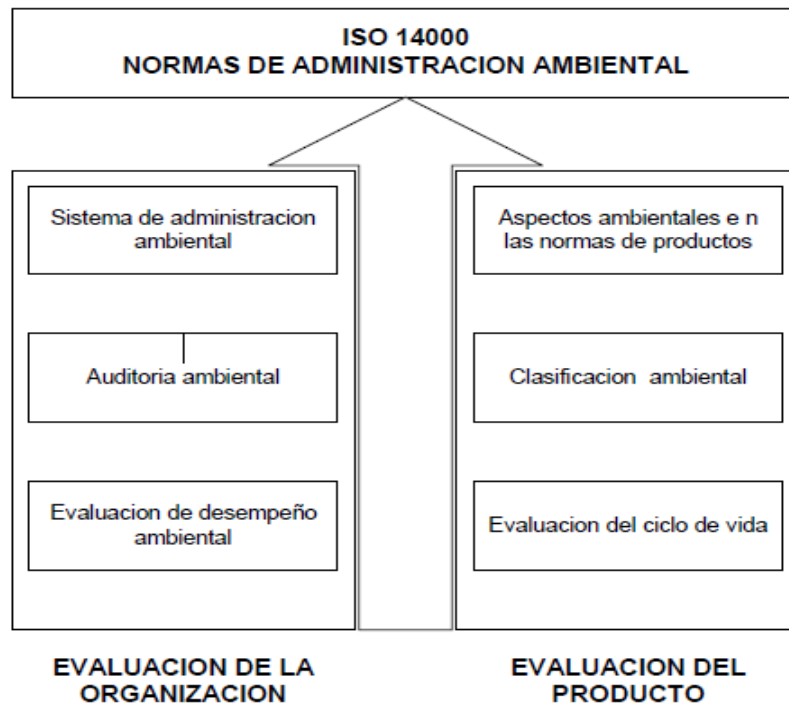 ISO 14000
NORMAS DE ADMINISTRACION AMBIENTAL
Sistema de administracion
ambiental
Auditoria ambiental
Evaluacion de desempeño
ambiental
EVALUACION DE LA
ORGANIZACION
Aspectos ambientales e n
las normas de productos
Clasificacion ambiental
Evaluacion del ciclo de vida
EVALUACION DEL
PRODUCTO